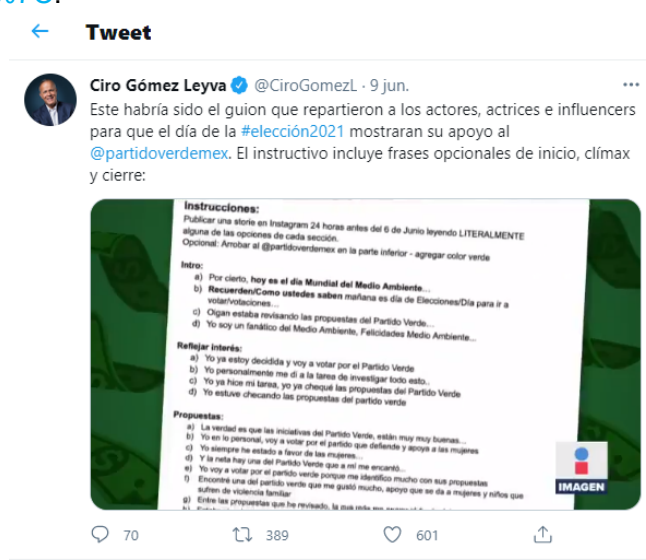 Tweet
Ciro Gómez Leyva @CiroGomezL · 9 jun.
Este habría sido el guion que repartieron a los actores, actrices e influencers
para que el día de la #elección2021 mostraran su apoyo al
@partidoverdemex. El instructivo incluye frases opcionales de inicio, clímax
y cierre:
Instrucciones:
Publicar una storie en Instagram 24 horas antes del 6 de Junio leyendo LITERALMENTE
alguna de las opciones de cada sección.
Opcional: Arrobar al @partidoverdemex en la parte inferior - agregar color verde
Intro:
a) Por cierto, hoy es el día Mundial del Medio Ambiente...
b) Recuerden/Como ustedes saben mañana es día de Elecciones/Día para ir a
votar/votaciones...
c) Oigan estaba revisando las propuestas del Partido Verde...
d) Yo soy un fanático del Medio Ambiente, Felicidades Medio Ambiente...
Reflejar interés:
a) Yo ya estoy decidida y voy a votar por el Partido Verde
b) Yo personalmente me di a la tarea de investigar todo esto..
c) Yo ya hice mi tarea, yo ya chequé las propuestas del Partido Verde
d) Yo estuve checando las propuestas del partido verde
Propuestas:
a) La verdad es que las iniciativas del Partido Verde, están muy muy buenas...
b) Yo en lo personal, voy a votar por el partido que defiende y apoya a las mujeres
c) Yo siempre he estado a favor de las mujeres...
d) Y la neta hay una del Partido Verde que a mí me encantó...
e) Yo voy a votar por el partido verde porque me identifico mucho con sus propuestas
f) Encontré una del partido verde que me gustó mucho, apoyo que se da a mujeres y niños que
sufren de violencia familiar
g) Entre las propuestas que he revisado, la que más me
IMAGEN
70 389 601